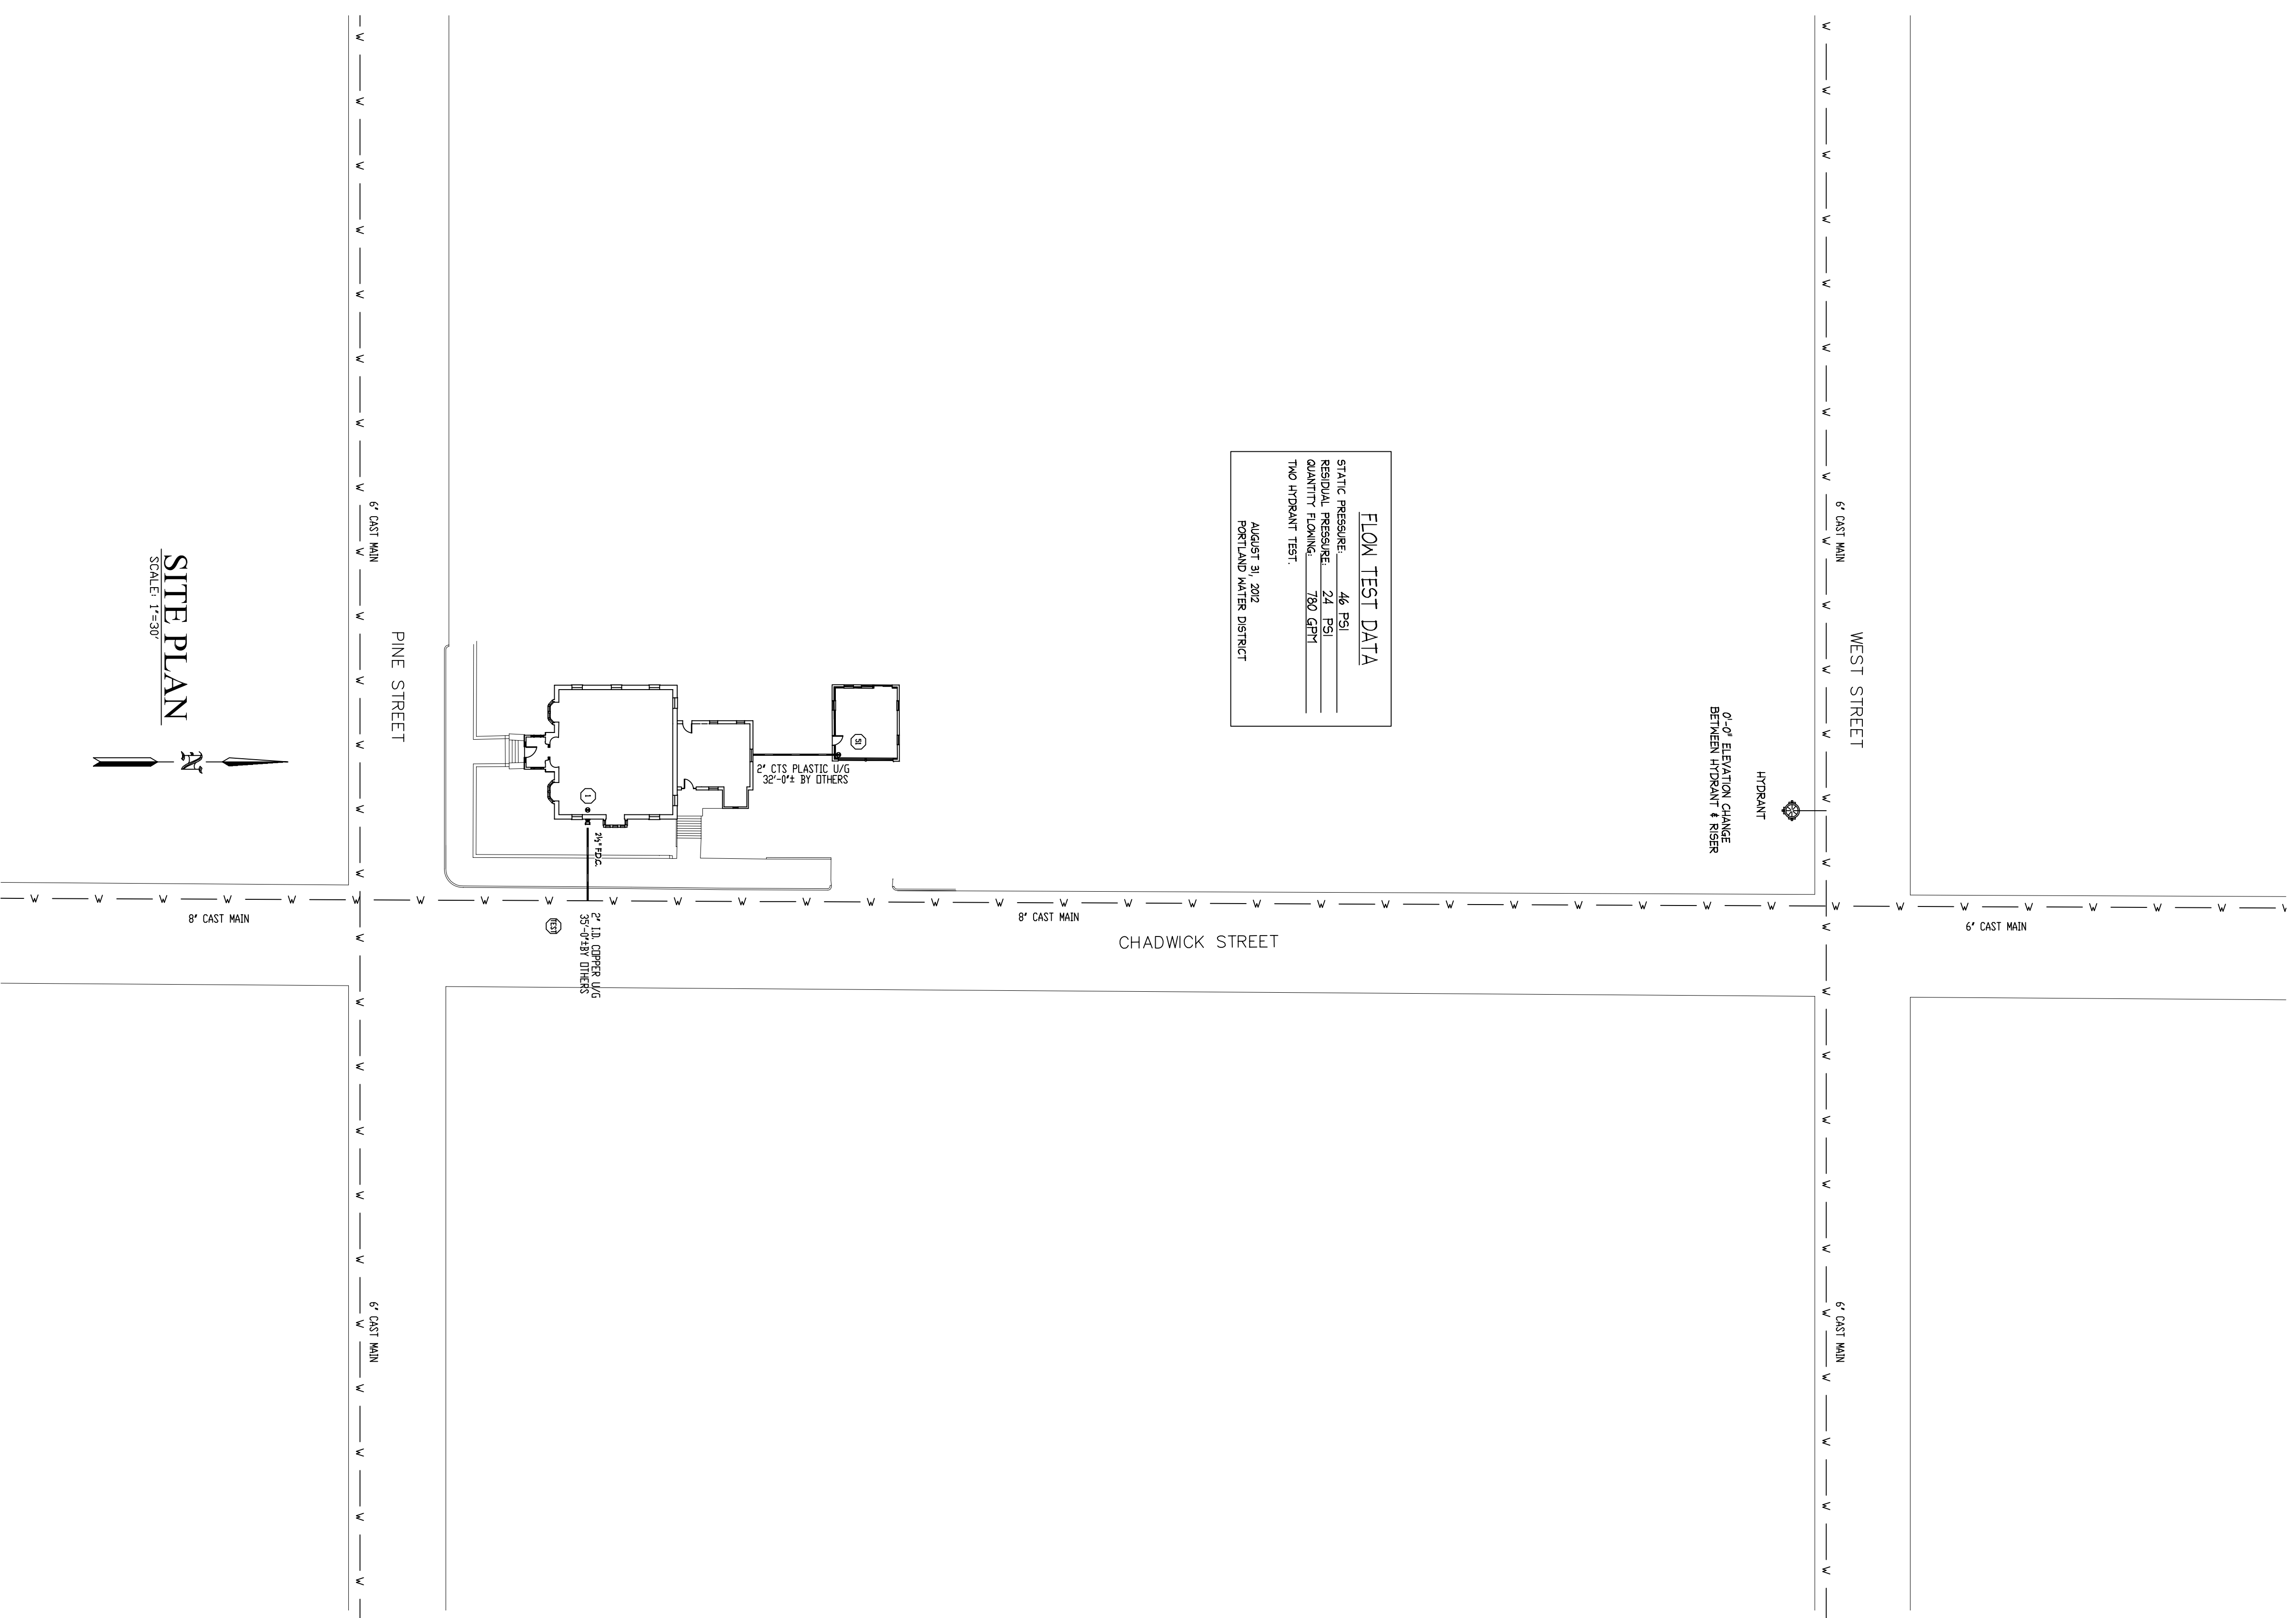 FLOW TEST DATA
STATIC PRESSURE: 46 PSI
RESIDUAL PRESSURE: 24 PSI
QUANTITY FLOWING: 780 GPM
TWO HYDRANT TEST.
AUGUST 31, 2012
PORTLAND WATER DISTRICT
WEST STREET
6" CAST MAIN
6" CAST MAIN
HYDRANT
0'-0" ELEVATION CHANGE
BETWEEN HYDRANT & RISER
PINE STREET
6" CAST MAIN
6" CAST MAIN
SITE PLAN
SCALE: 1"=30'
N
51
2" CTS PLASTIC U/G
32'-0"± BY OTHERS
1
2½" F.D.C.
TEST
2" I.D. COPPER U/G
35'-0"±BY OTHERS
8" CAST MAIN
8" CAST MAIN
CHADWICK STREET
6" CAST MAIN
W W W W W W W W W W W W W W W W W W W W W W W W W W W W W W W W W W W W